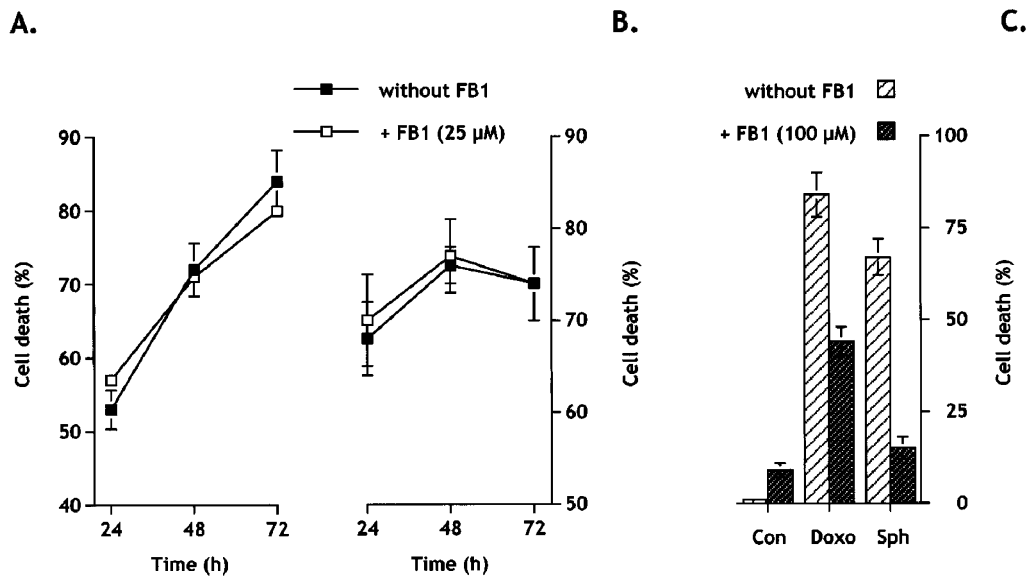 A.
B.
C.
without FB1
+ FB1 (25 µM)
without FB1
+ FB1 (100 µM)
90
80
70
60
50
40
Cell death (%)
24
48
72
Time (h)
90
80
70
60
50
Cell death (%)
24
48
72
Time (h)
100
75
50
25
0
Cell death (%)
Con
Doxo
Sph